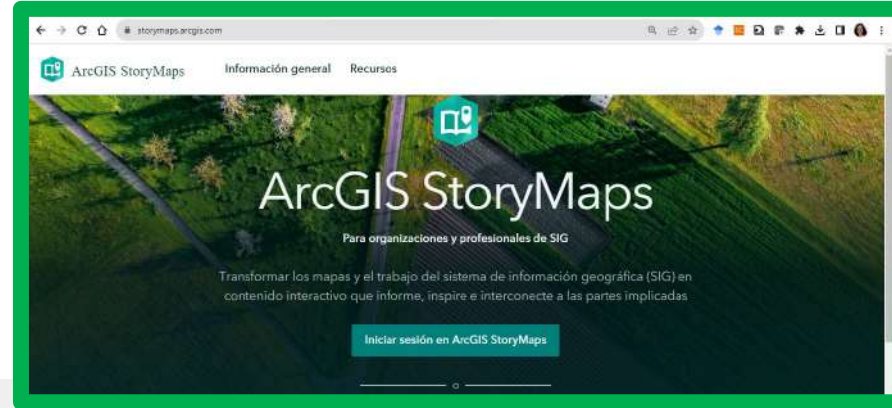 storymaps.arcgis.com
ArcGIS StoryMaps Información general Recursos
ArcGIS StoryMaps
Para organizaciones y profesionales de SIG
Transformar los mapas y el trabajo del sistema de información geográfica (SIG) en
contenido interactivo que informe, inspire e interconecte a las partes implicadas
Iniciar sesión en ArcGIS StoryMaps